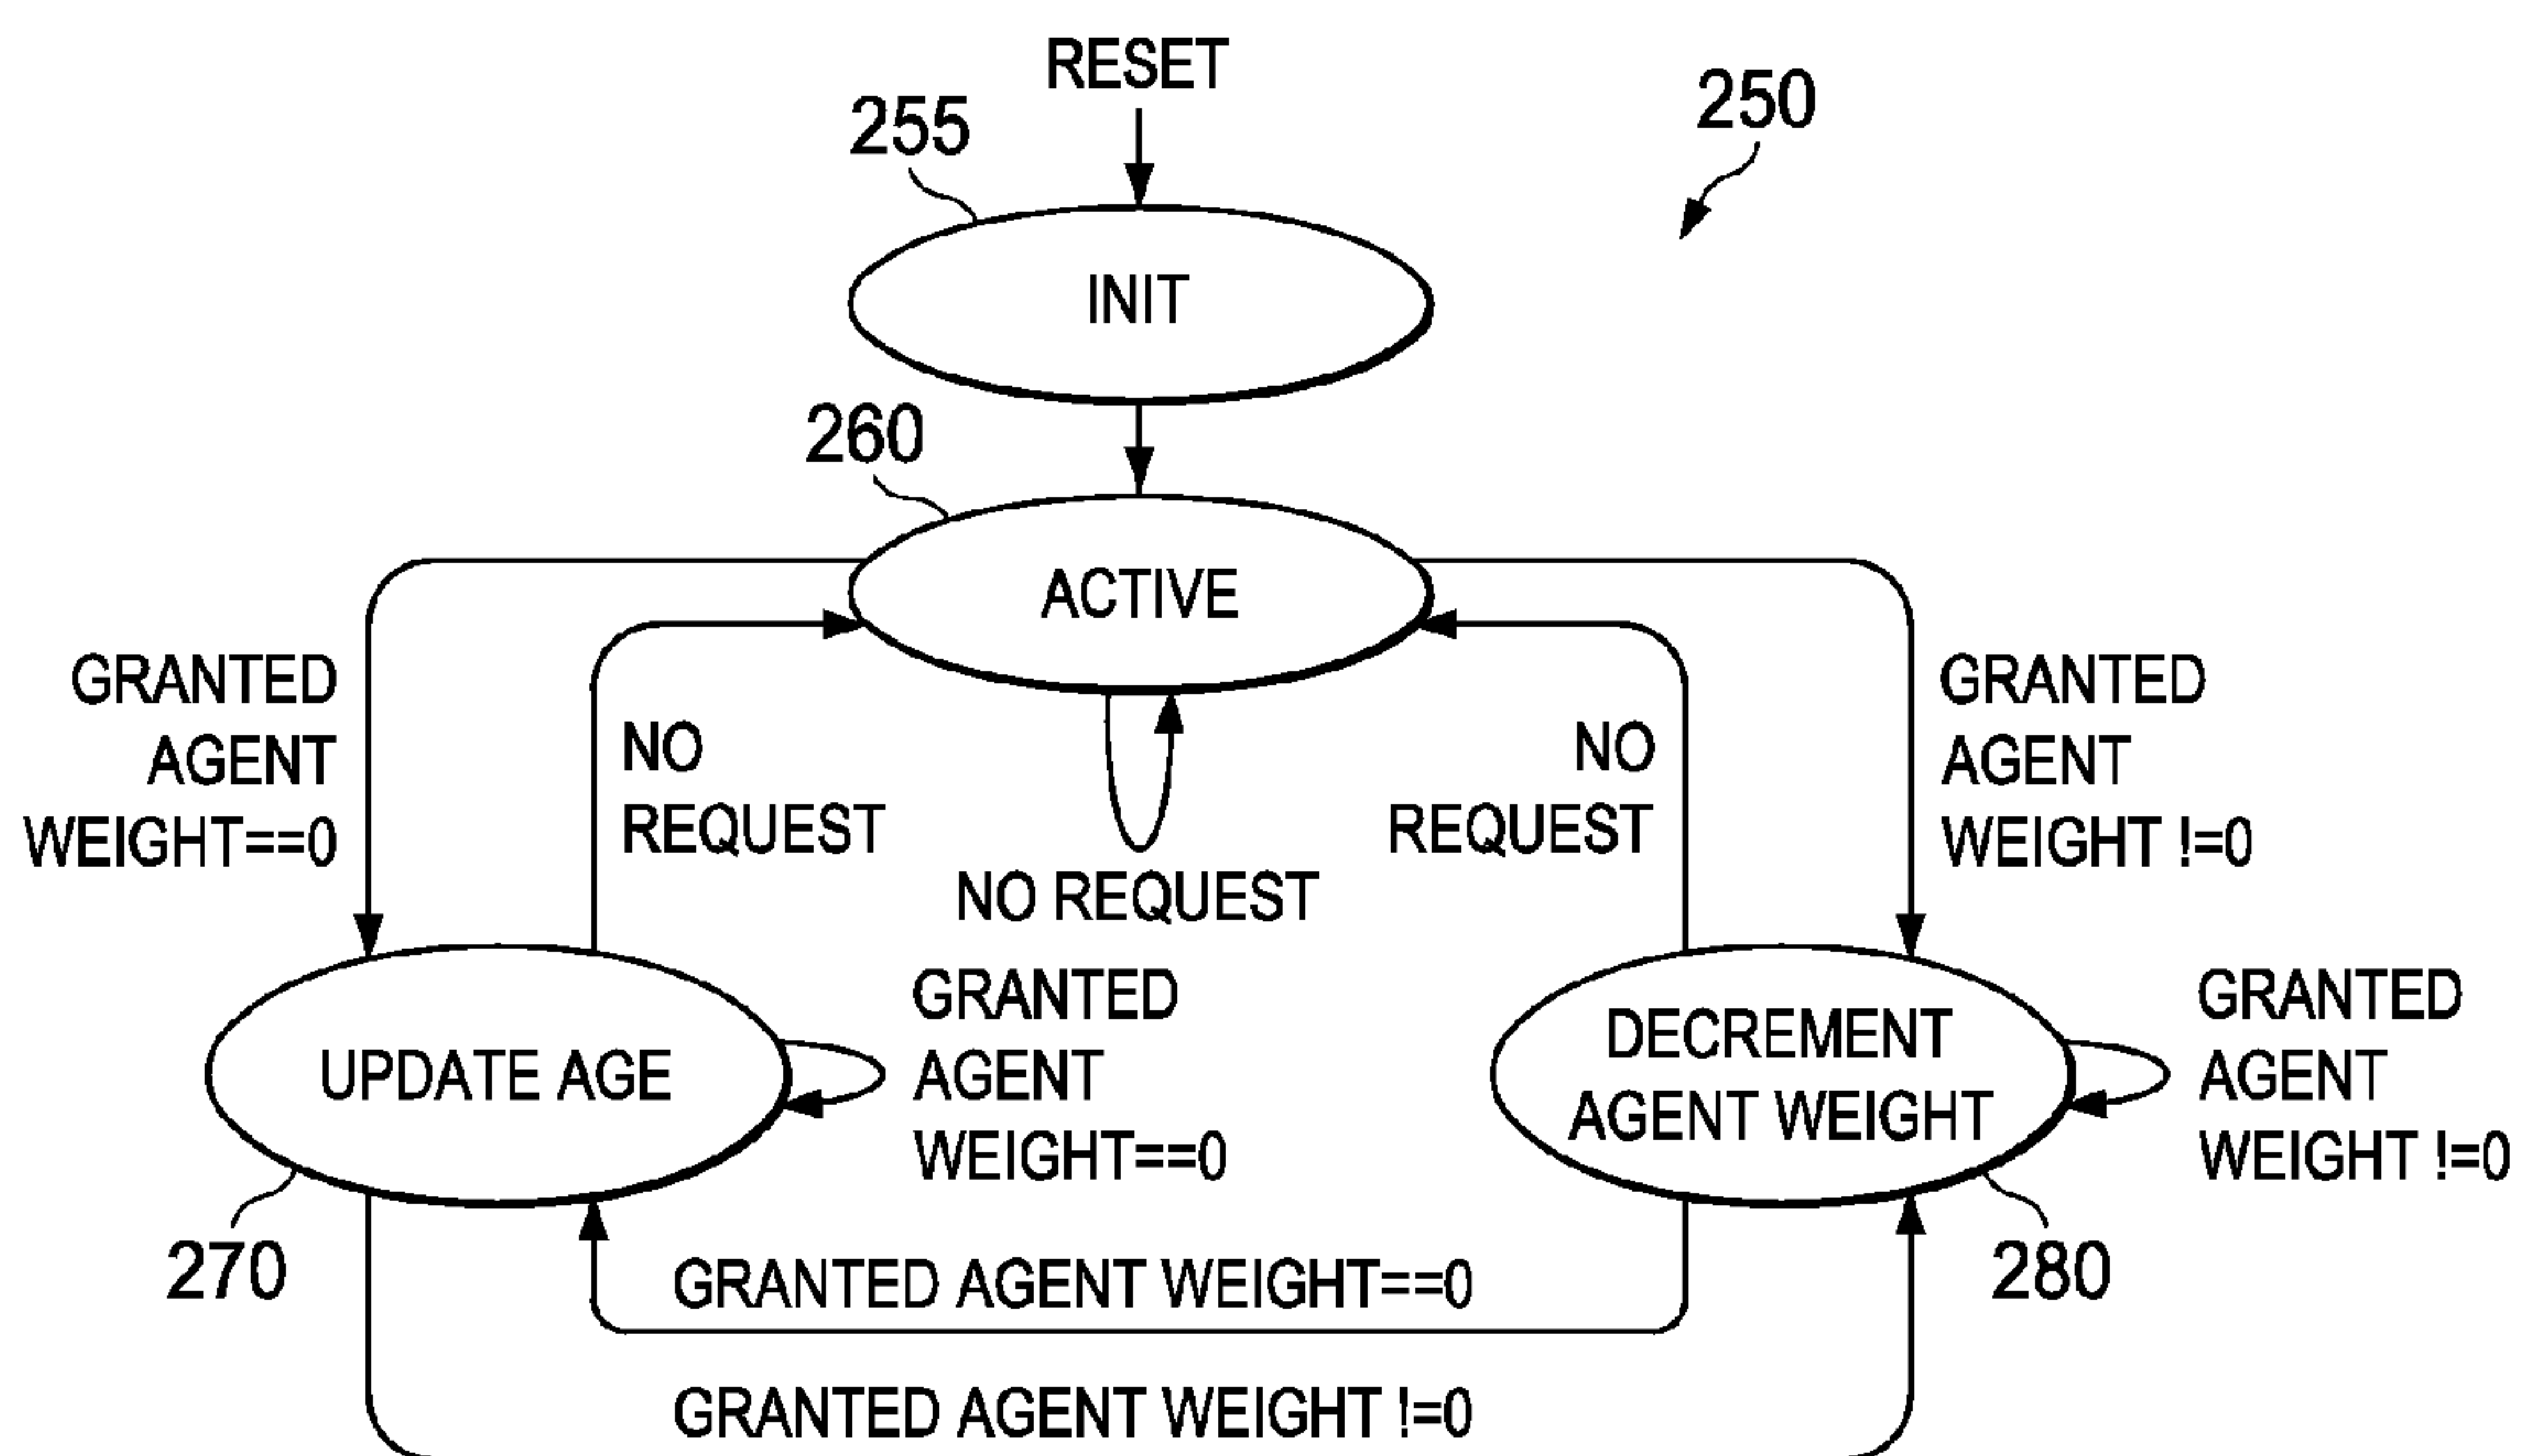 RESET
255
250
INIT
260
ACTIVE
GRANTED
AGENT
WEIGHT==0
NO
REQUEST
NO REQUEST
NO
REQUEST
GRANTED
AGENT
WEIGHT !=0
UPDATE AGE
GRANTED
AGENT
WEIGHT==0
DECREMENT
AGENT WEIGHT
GRANTED
AGENT
WEIGHT !=0
270
280
GRANTED AGENT WEIGHT==0
GRANTED AGENT WEIGHT !=0